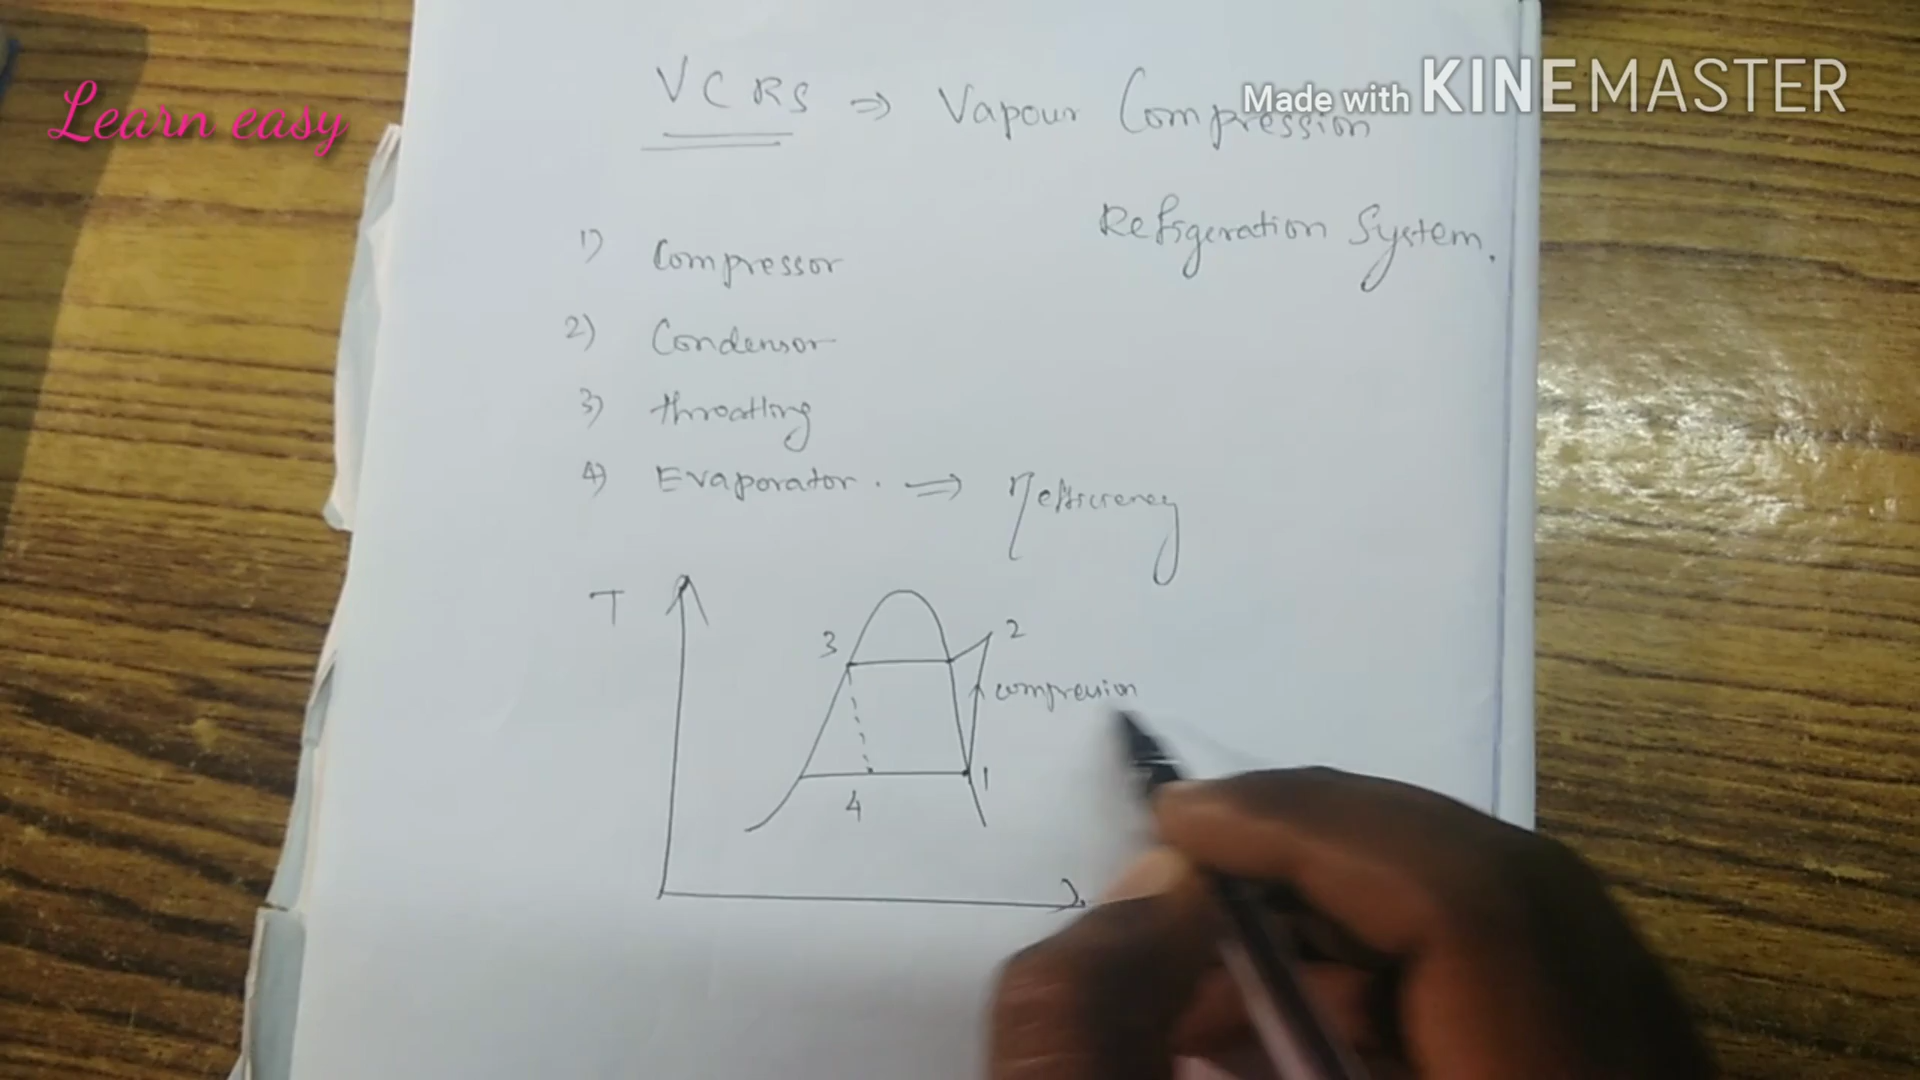 Learn easy
Made with KINEMASTER
VCRS ⇒ Vapour Compression
Refrigeration System.
1) Compressor
2) Condensor
3) throatling
4) Evaporator. ⇒ η efficiency
T
3
2
compression
1
4